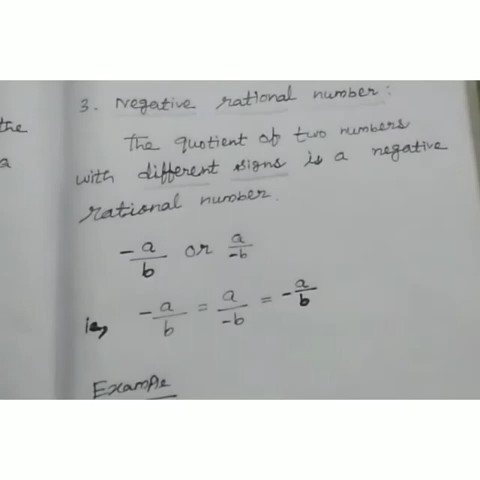 the
a
3. Negative rational number:
The quotient of two numbers
with different signs is a negative
rational number.
-a/b or a/-b
ie, -a/b = a/-b = -a/b
Example